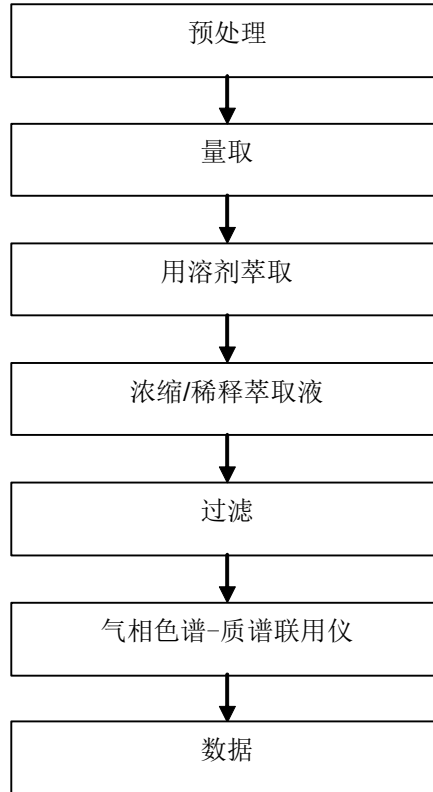 预处理
量取
用溶剂萃取
浓缩/稀释萃取液
过滤
气相色谱-质谱联用仪
数据